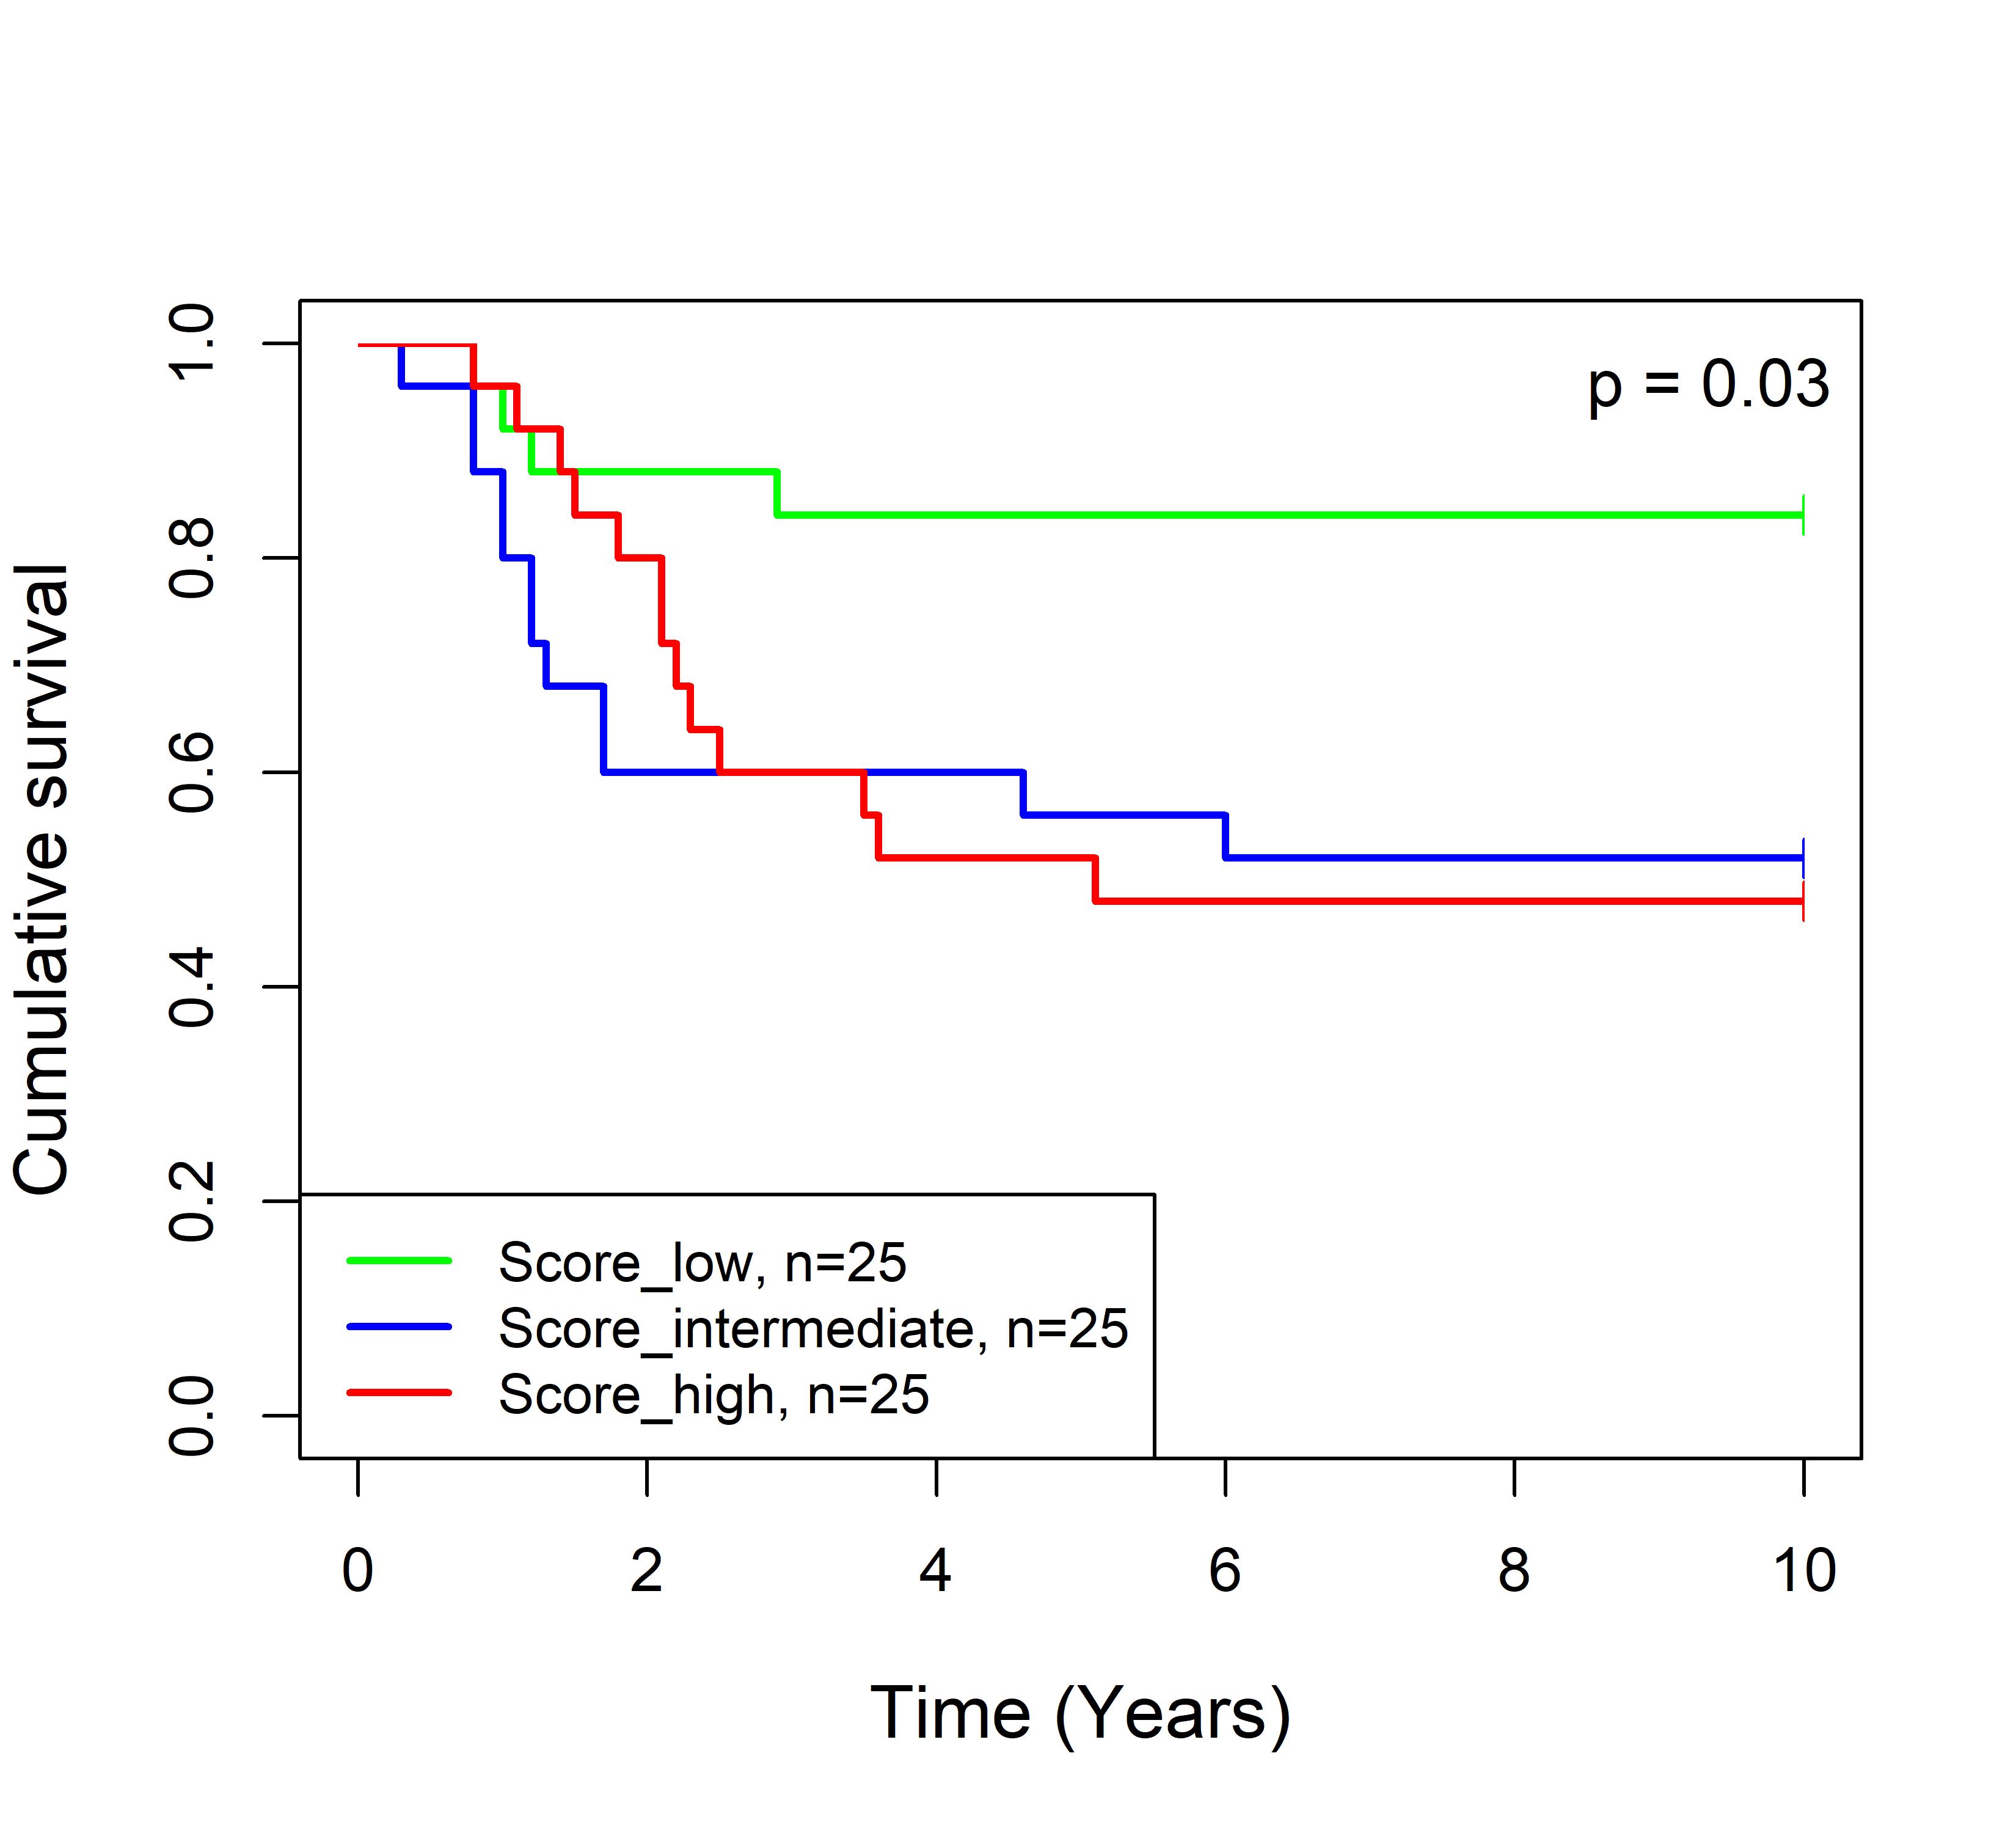 p = 0.03
Cumulative survival
1.0
0.8
0.6
0.4
0.2
0.0
Score_low, n=25
Score_intermediate, n=25
Score_high, n=25
0 2 4 6 8 10
Time (Years)